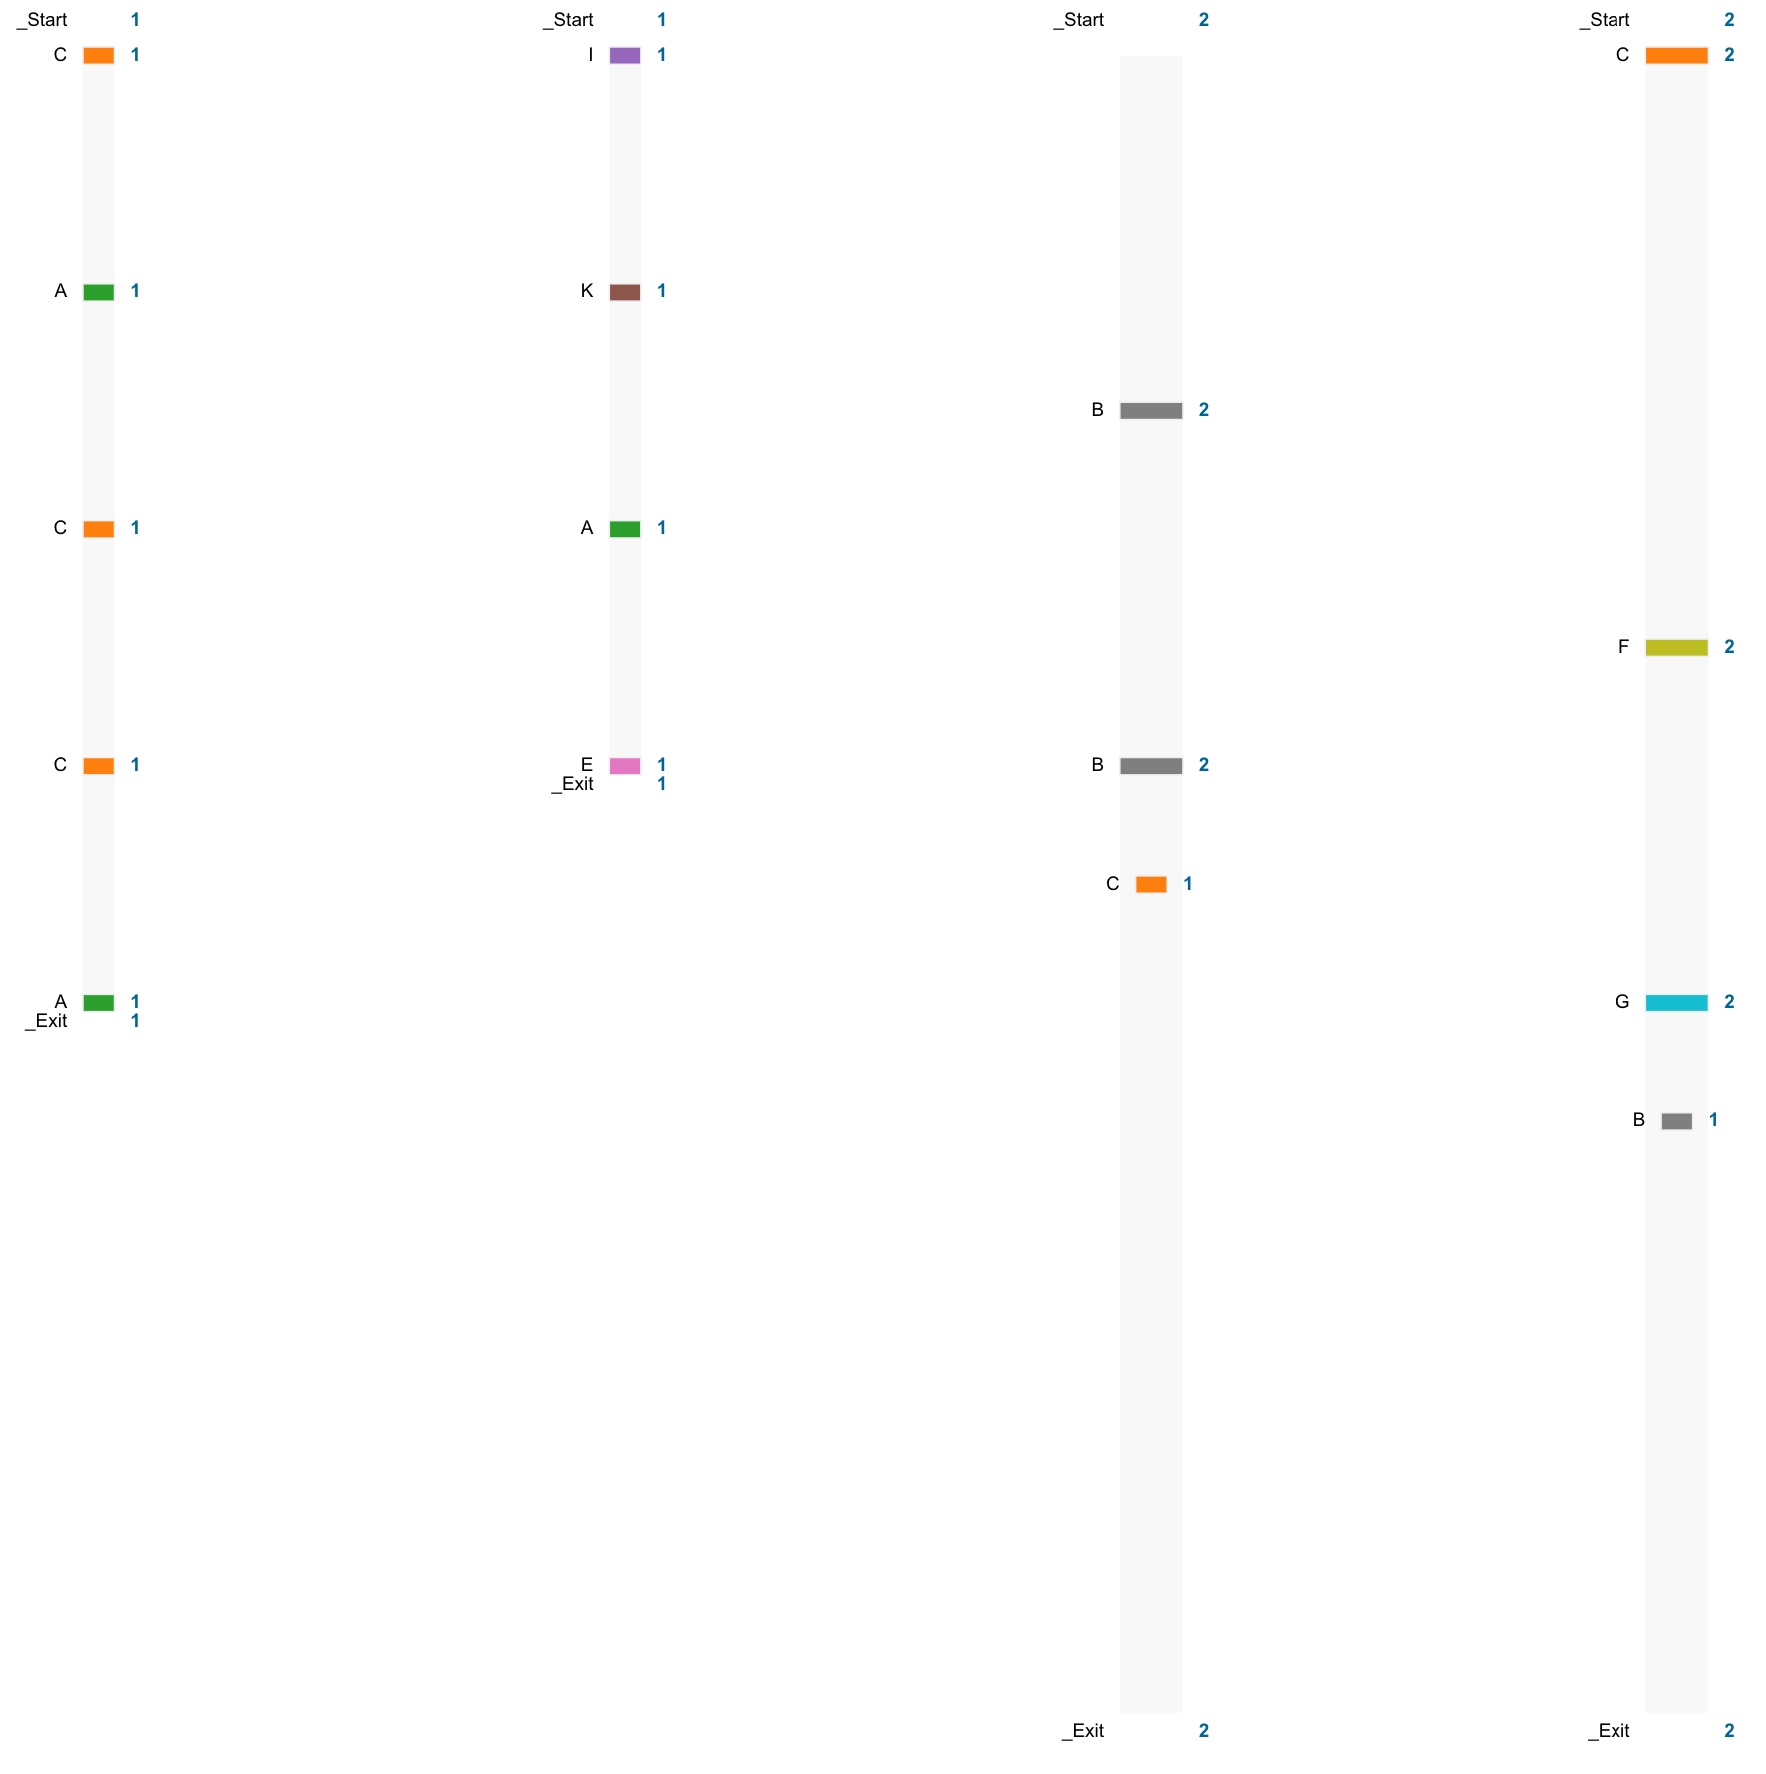 _Start 1 _Start 1 _Start 2 _Start 2
C 1 I 1 C 2
A 1 K 1
B 2
C 1 A 1
F 2
C 1 E 1 B 2
_Exit 1
C 1
A 1 G 2
_Exit 1
B 1
_Exit 2 _Exit 2